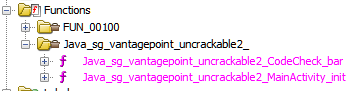 Functions
FUN_00100
Java_sg_vantagepoint_uncrackable2_
f Java_sg_vantagepoint_uncrackable2_CodeCheck_bar
f Java_sg_vantagepoint_uncrackable2_MainActivity_init